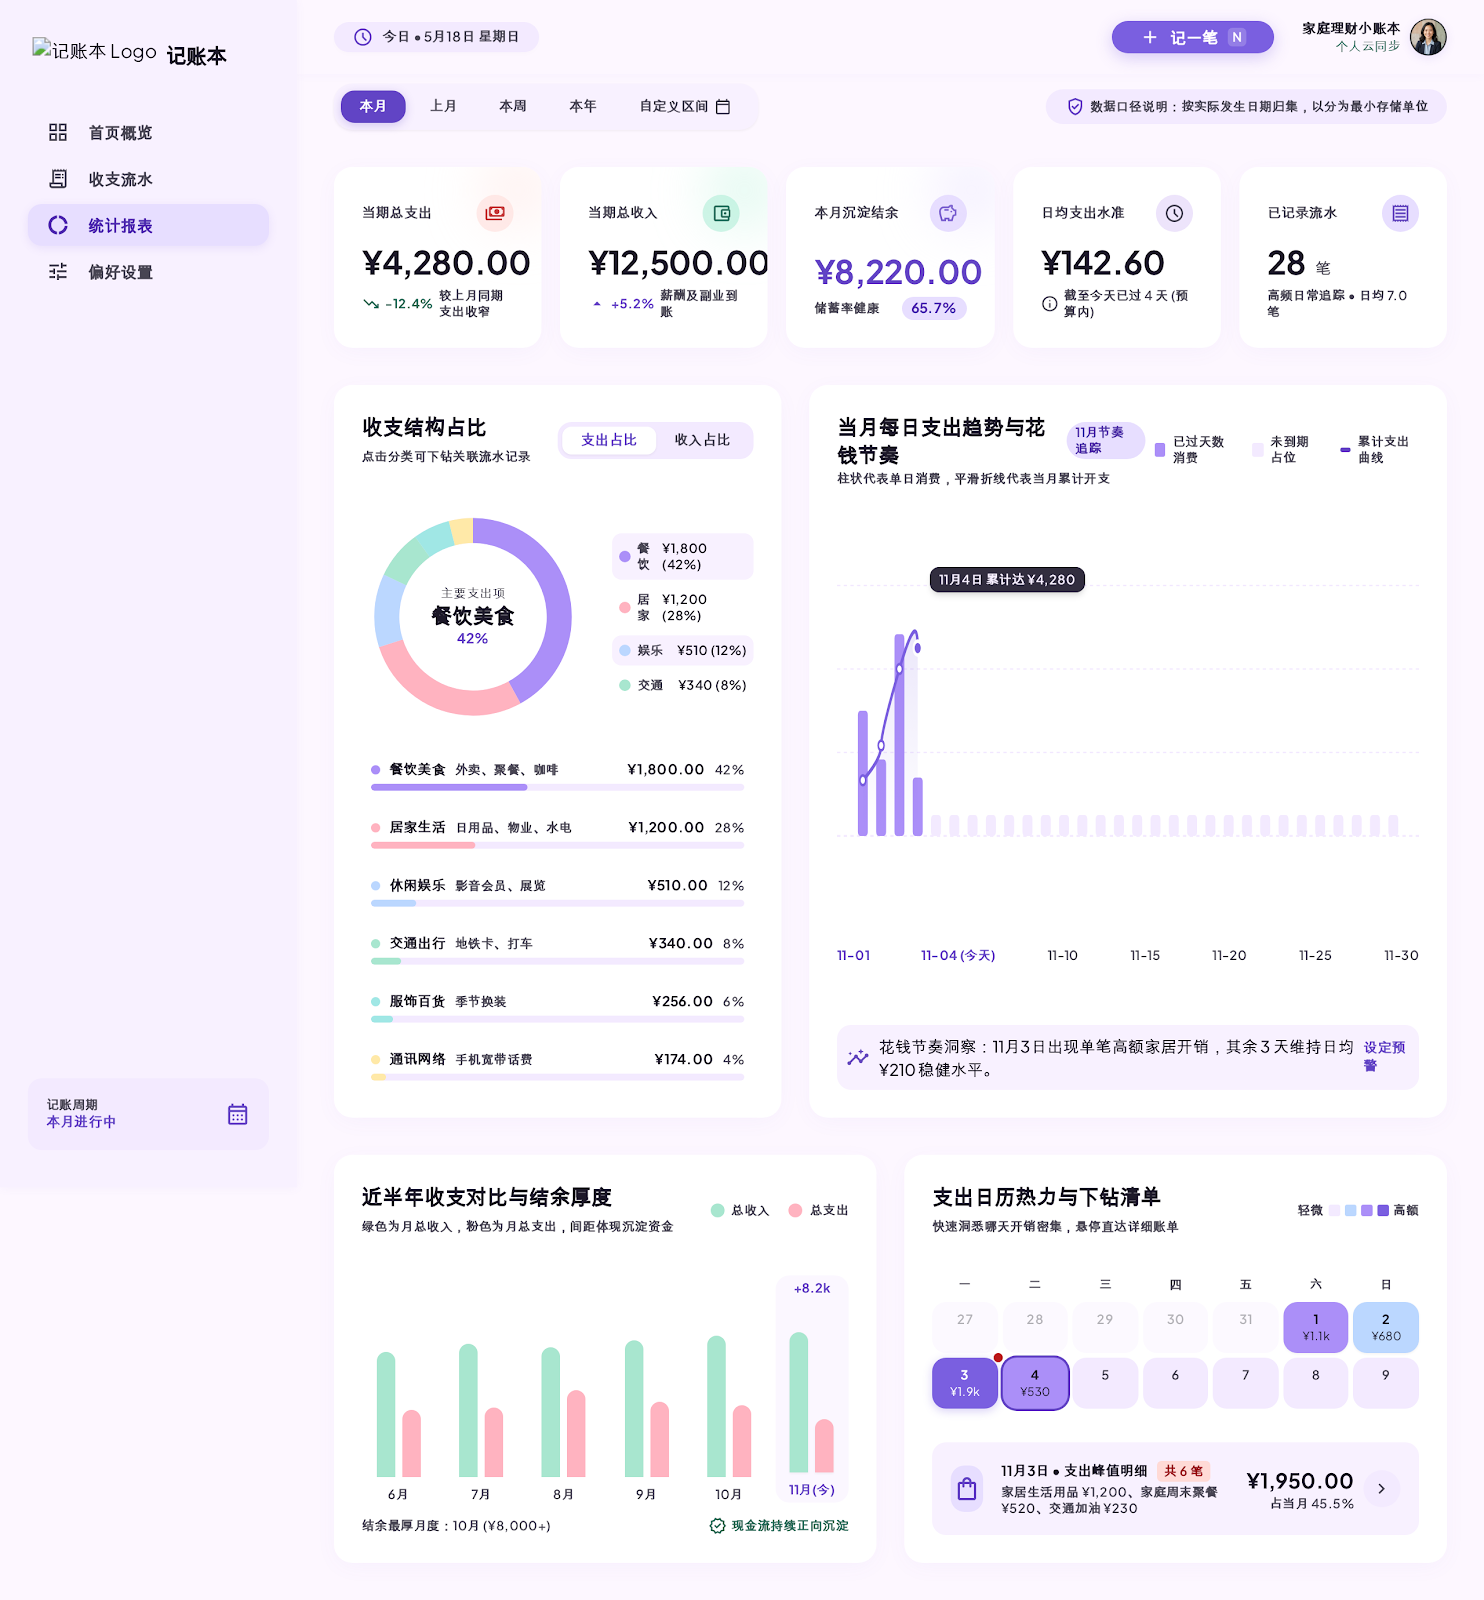 记账本 Logo 记账本
今日 • 5月18日 星期日
记一笔 N
家庭理财小账本
个人云同步
首页概览
收支流水
统计报表
偏好设置
记账周期
本月进行中
本月 上月 本周 本年 自定义区间
数据口径说明：按实际发生日期归集，以分为最小存储单位
当期总支出
¥4,280.00
-12.4% 较上月同期
支出收窄
当期总收入
¥12,500.00
+5.2% 薪酬及副业到
账
本月沉淀结余
¥8,220.00
储蓄率健康 65.7%
日均支出水准
¥142.60
截至今天已过 4 天 (预
算内)
已记录流水
28 笔
高频日常追踪 • 日均 7.0
笔
收支结构占比
点击分类可下钻关联流水记录
支出占比 收入占比
主要支出项
餐饮美食
42%
餐
饮
¥1,800
(42%)
居
家
¥1,200
(28%)
娱乐 ¥510 (12%)
交通 ¥340 (8%)
餐饮美食 外卖、聚餐、咖啡 ¥1,800.00 42%
居家生活 日用品、物业、水电 ¥1,200.00 28%
休闲娱乐 影音会员、展览 ¥510.00 12%
交通出行 地铁卡、打车 ¥340.00 8%
服饰百货 季节换装 ¥256.00 6%
通讯网络 手机宽带话费 ¥174.00 4%
当月每日支出趋势与花
钱节奏
柱状代表单日消费，平滑折线代表当月累计开支
11月节奏
追踪
已过天数
消费
未到期
占位
累计支出
曲线
11月4日 累计达 ¥4,280
11-01 11-04 (今天) 11-10 11-15 11-20 11-25 11-30
花钱节奏洞察：11月3日出现单笔高额家居开销，其余 3 天维持日均
¥210 稳健水平。
设定预
警
近半年收支对比与结余厚度
绿色为月总收入，粉色为月总支出，间距体现沉淀资金
总收入 总支出
+8.2k
6月 7月 8月 9月 10月 11月(今)
结余最厚月度：10月 (¥8,000+)
现金流持续正向沉淀
支出日历热力与下钻清单
快速洞悉哪天开销密集，悬停直达详细账单
轻微 高额
一 二 三 四 五 六 日
27 28 29 30 31 1 2
¥1.1k ¥680
3 4 5 6 7 8 9
¥1.9k ¥530
11月3日 • 支出峰值明细 共 6 笔
家居生活用品 ¥1,200、家庭周末聚餐
¥520、交通加油 ¥230
¥1,950.00
占当月 45.5%